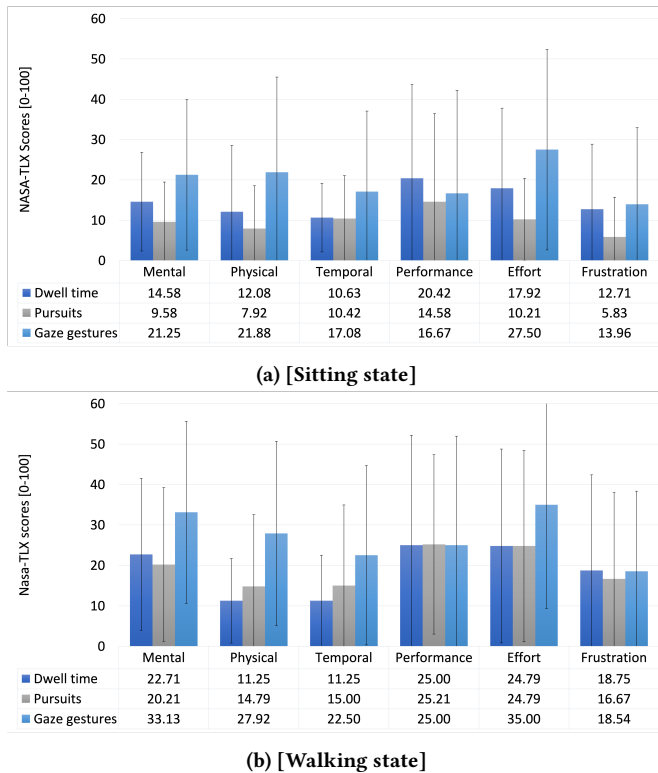 60
50
40
30
20
10
0
NASA-TLX Scores [0-100]
Mental Physical Temporal Performance Effort Frustration
Dwell time 14.58 12.08 10.63 20.42 17.92 12.71
Pursuits 9.58 7.92 10.42 14.58 10.21 5.83
Gaze gestures 21.25 21.88 17.08 16.67 27.50 13.96
(a) [Sitting state]
60
50
40
30
20
10
0
Nasa-TLX scores [0-100]
Mental Physical Temporal Performance Effort Frustration
Dwell time 22.71 11.25 11.25 25.00 24.79 18.75
Pursuits 20.21 14.79 15.00 25.21 24.79 16.67
Gaze gestures 33.13 27.92 22.50 25.00 35.00 18.54
(b) [Walking state]